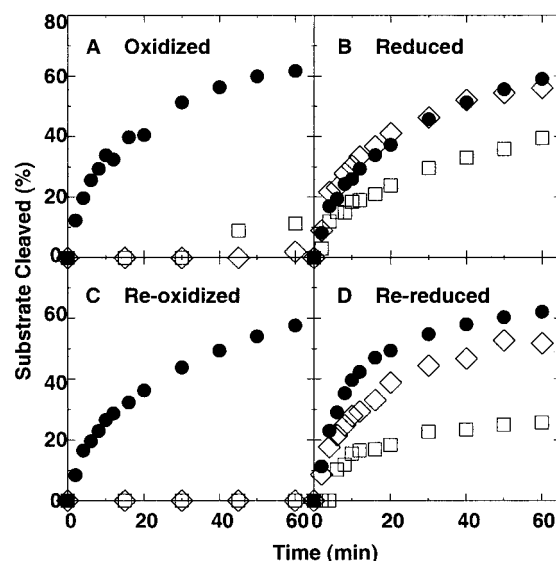 80
A Oxidized
B Reduced
60
40
20
0
C Re-oxidized
D Re-reduced
60
40
20
0
0 20 40 60 0 20 40 60
Substrate Cleaved (%)
Time (min)